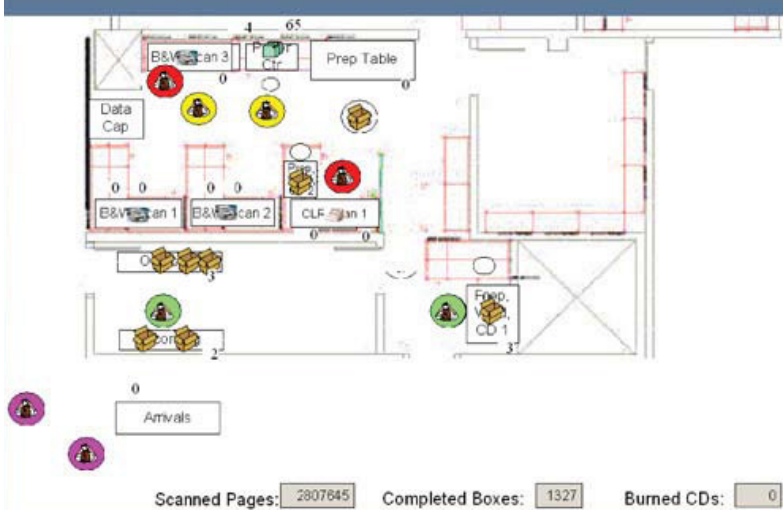 4 65
B&W Scan 3
Prep Table
0 0
Data
Cap
0 0 0 0
B&W Scan 1 B&W Scan 2 CLR Scan 1
0 0
3
CD 1
2 3
0
Arrivals
Scanned Pages: 2807645 Completed Boxes: 1327 Burned CDs: 0